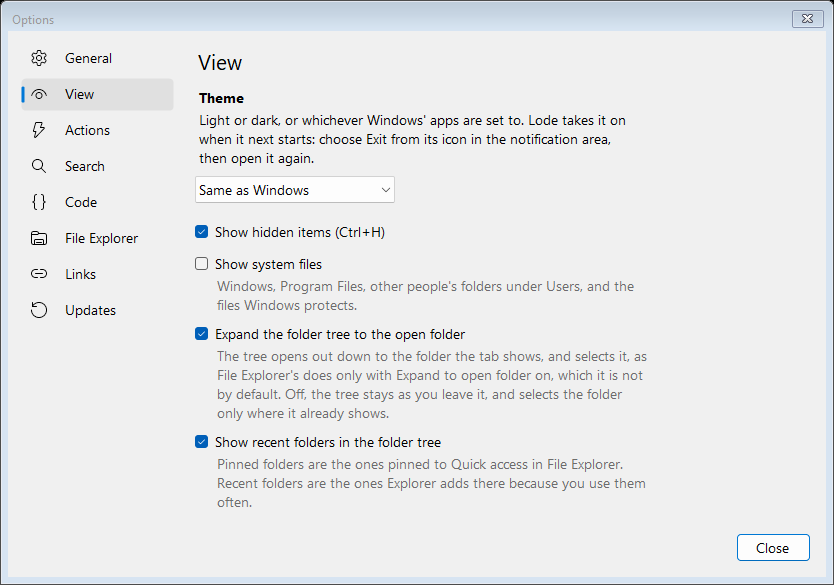 Options
General
View
Actions
Search
Code
File Explorer
Links
Updates
View
Theme
Light or dark, or whichever Windows' apps are set to. Lode takes it on
when it next starts: choose Exit from its icon in the notification area,
then open it again.
Same as Windows
Show hidden items (Ctrl+H)
Show system files
Windows, Program Files, other people's folders under Users, and the
files Windows protects.
Expand the folder tree to the open folder
The tree opens out down to the folder the tab shows, and selects it, as
File Explorer's does only with Expand to open folder on, which it is not
by default. Off, the tree stays as you leave it, and selects the folder
only where it already shows.
Show recent folders in the folder tree
Pinned folders are the ones pinned to Quick access in File Explorer.
Recent folders are the ones Explorer adds there because you use them
often.
Close